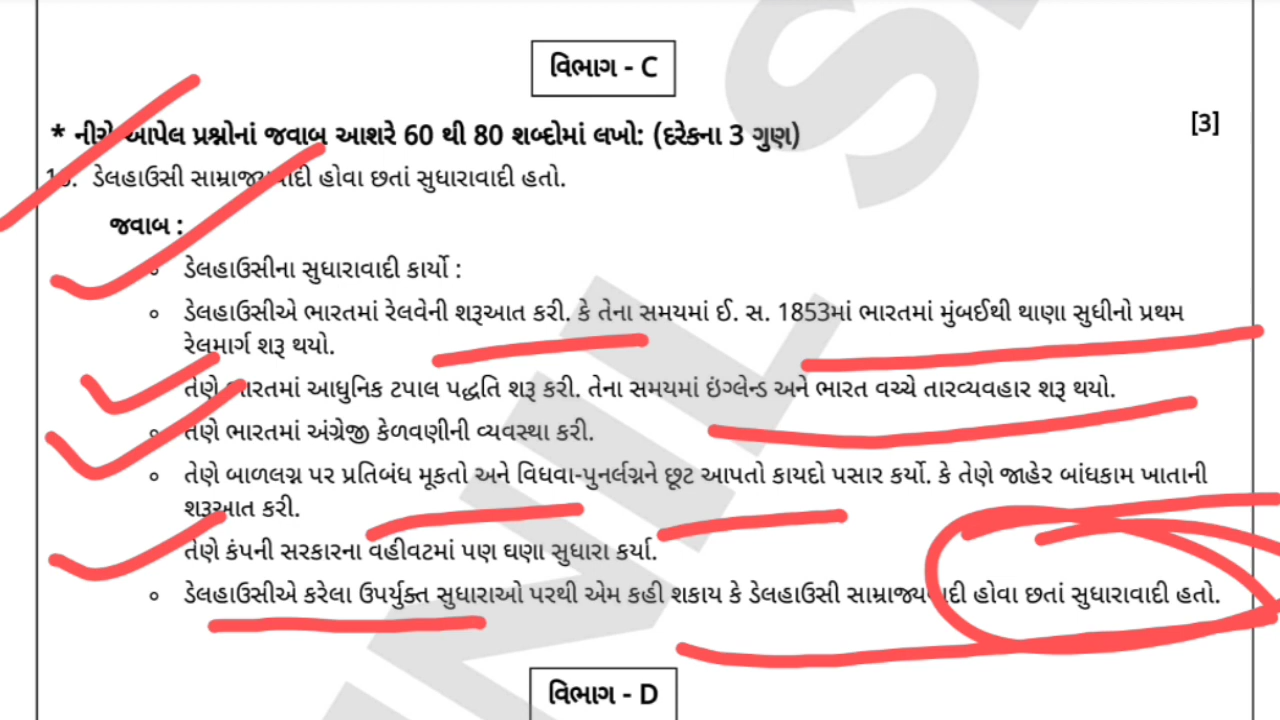 વિભાગ - C
[3]
* નીચે આપેલ પ્રશ્નોનાં જવાબ આશરે 60 થી 80 શબ્દોમાં લખો: (દરેકના 3 ગુણ)
ડેલહાઉસી સામ્રાજ્યવાદી હોવા છતાં સુધારાવાદી હતો.
જવાબ :
ડેલહાઉસીના સુધારાવાદી કાર્યો :
ડેલહાઉસીએ ભારતમાં રેલવેની શરૂઆત કરી. કે તેના સમયમાં ઈ. સ. 1853માં ભારતમાં મુંબઈથી થાણા સુધીનો પ્રથમ
રેલમાર્ગ શરૂ થયો.
તેણે ભારતમાં આધુનિક ટપાલ પદ્ધતિ શરૂ કરી. તેના સમયમાં ઇંગ્લેન્ડ અને ભારત વચ્ચે તારવ્યવહાર શરૂ થયો.
તેણે ભારતમાં અંગ્રેજી કેળવણીની વ્યવસ્થા કરી.
તેણે બાળલગ્ન પર પ્રતિબંધ મૂકતો અને વિધવા-પુનર્લગ્નને છૂટ આપતો કાયદો પસાર કર્યો. કે તેણે જાહેર બાંધકામ ખાતાની
શરૂઆત કરી.
તેણે કંપની સરકારના વહીવટમાં પણ ઘણા સુધારા કર્યા.
ડેલહાઉસીએ કરેલા ઉપર્યુક્ત સુધારાઓ પરથી એમ કહી શકાય કે ડેલહાઉસી સામ્રાજ્યવાદી હોવા છતાં સુધારાવાદી હતો.
વિભાગ - D